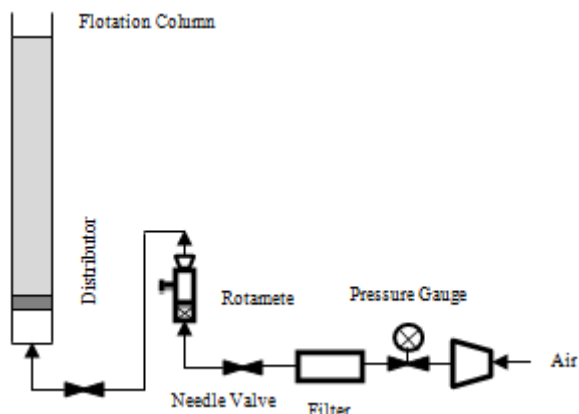 Flotation Column
Distributor
Rotamete
Pressure Gauge
Air
Needle Valve
Filter